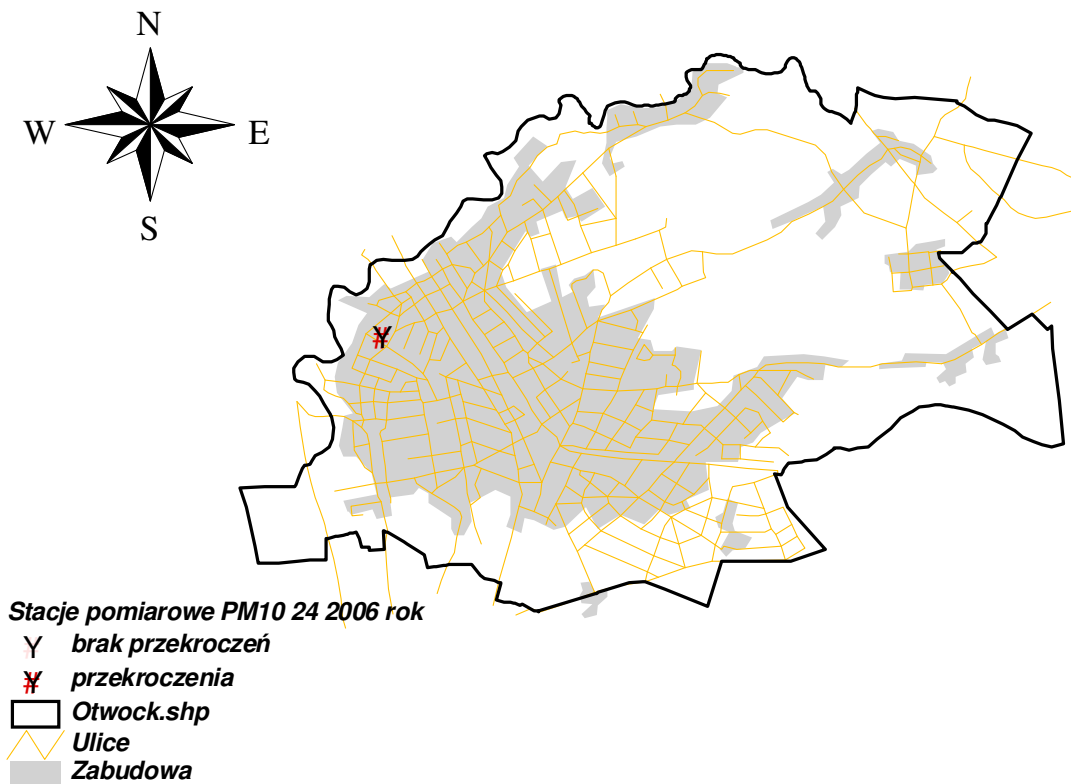 N
W E
S
Stacje pomiarowe PM10 24 2006 rok
brak przekroczeń
przekroczenia
Otwock.shp
Ulice
Zabudowa